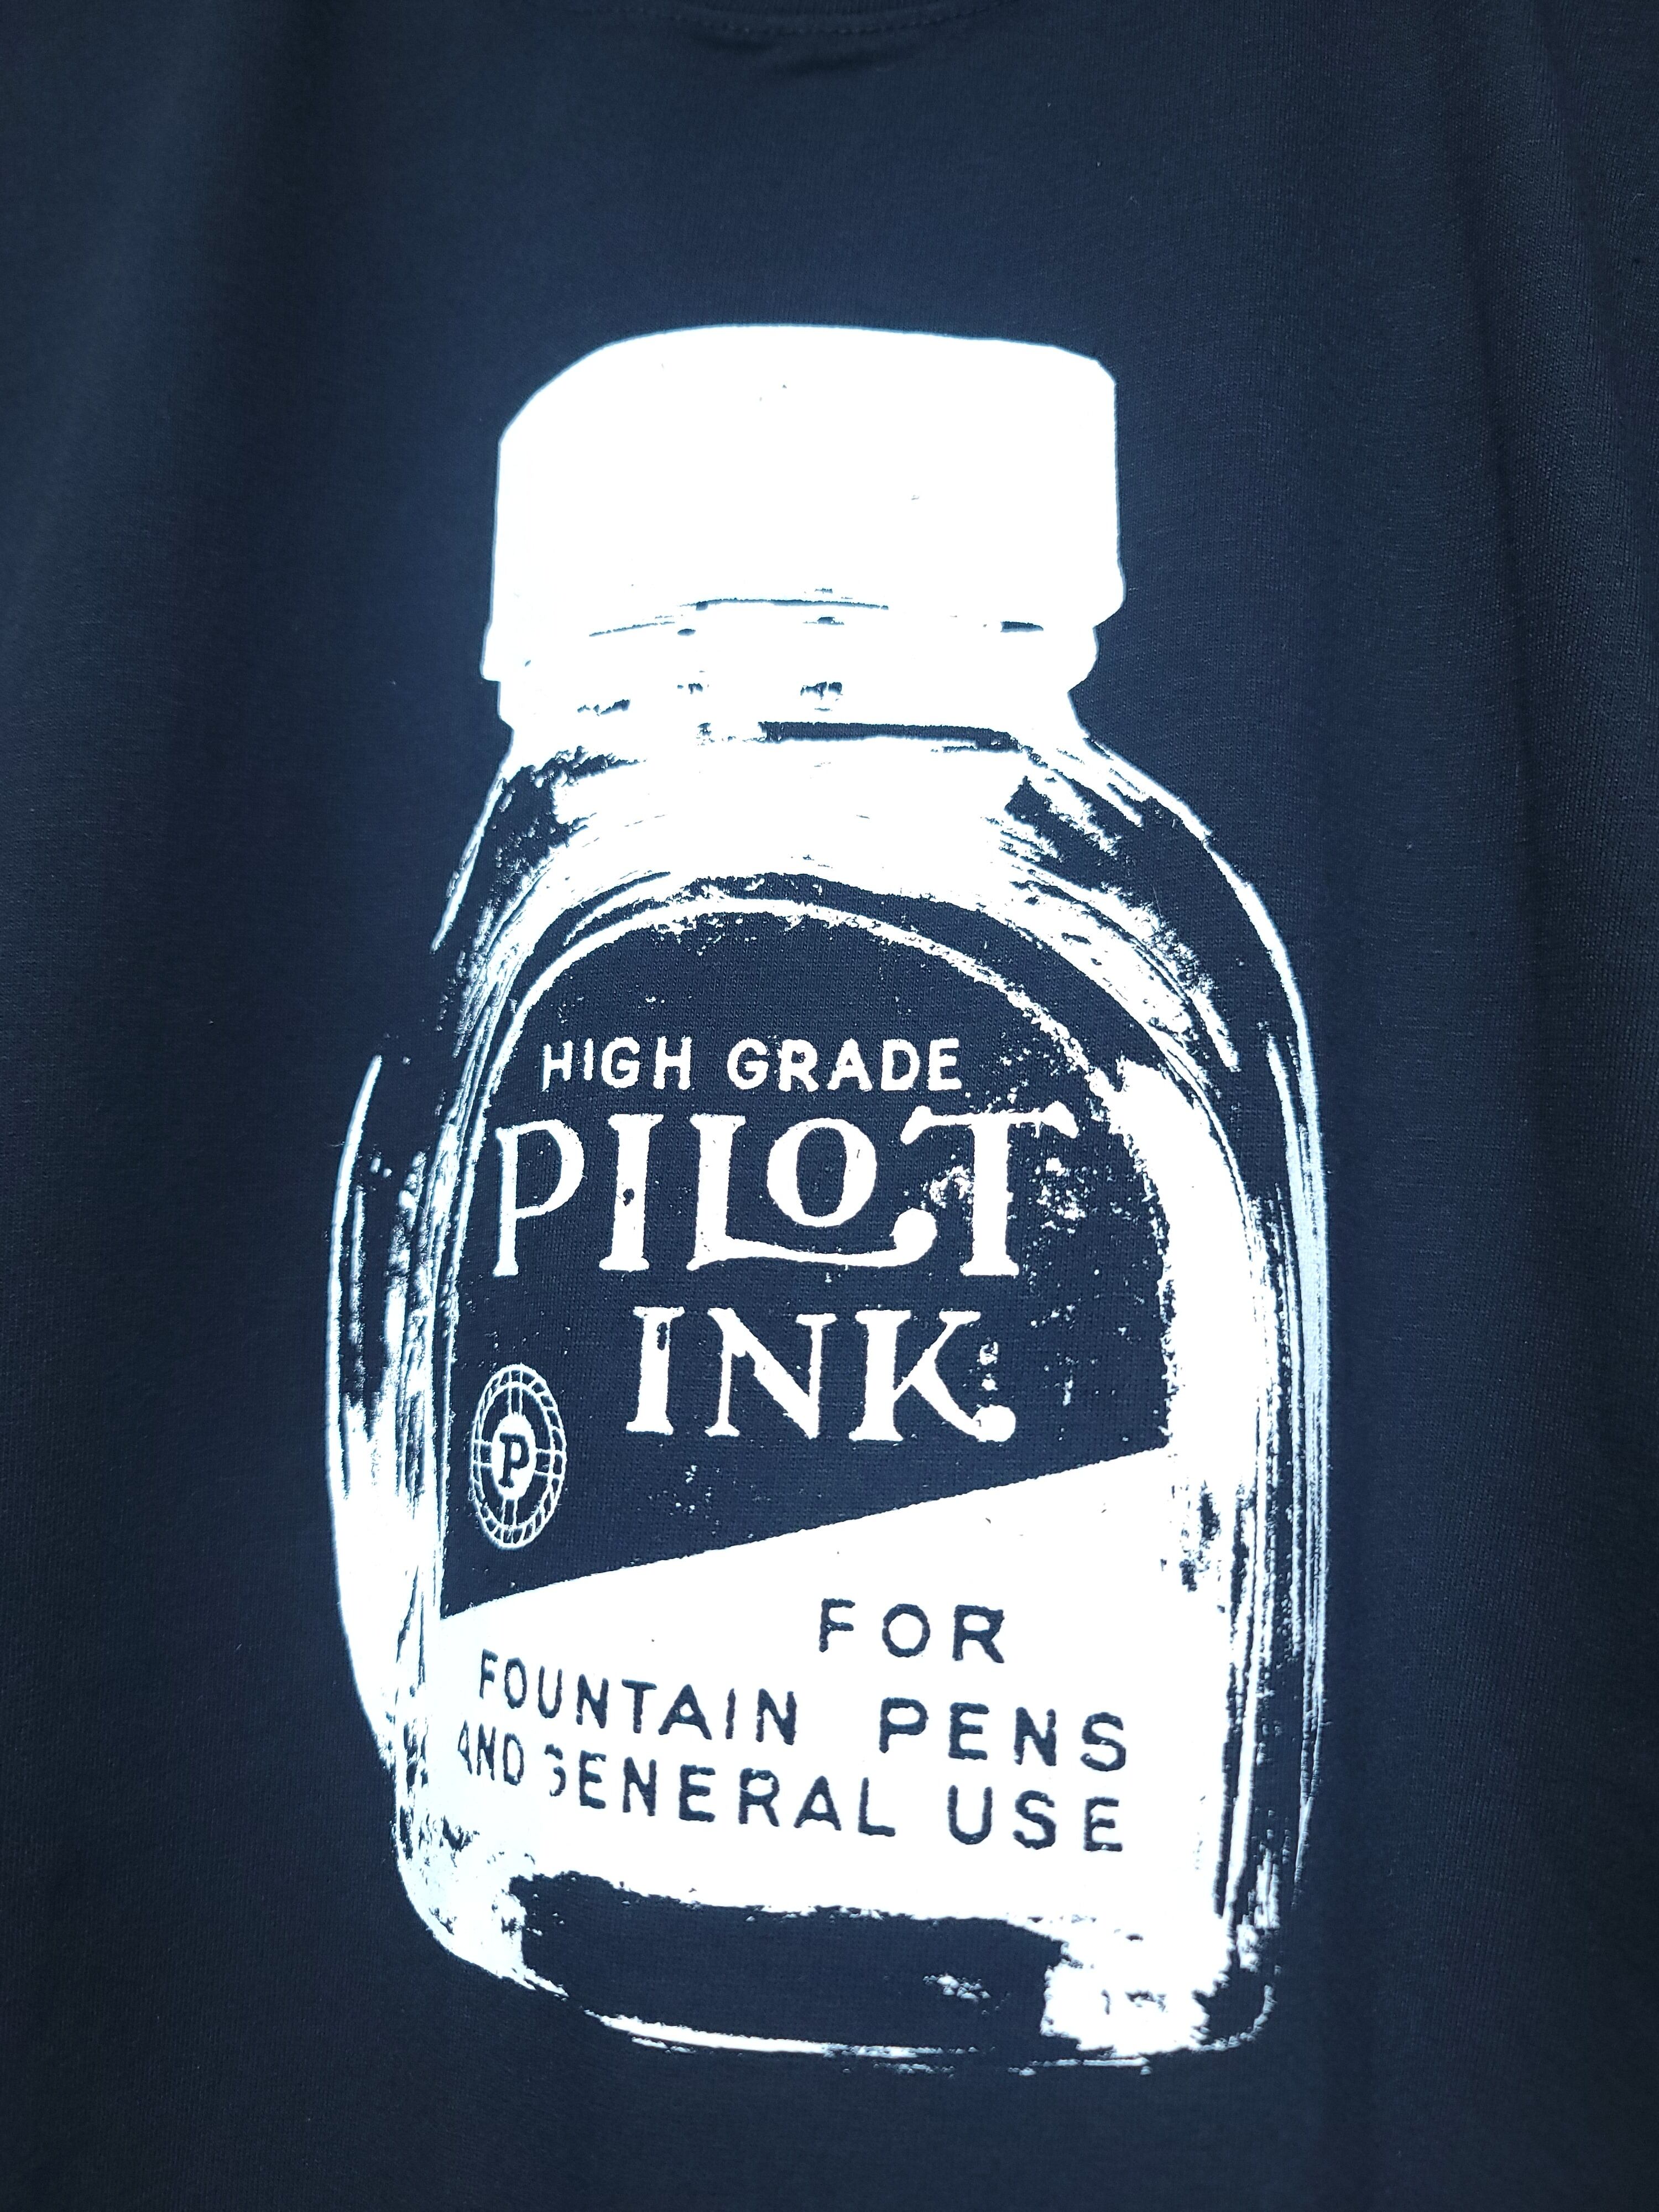 HIGH GRADE
PILOT
INK
P
FOR
FOUNTAIN PENS
AND GENERAL USE